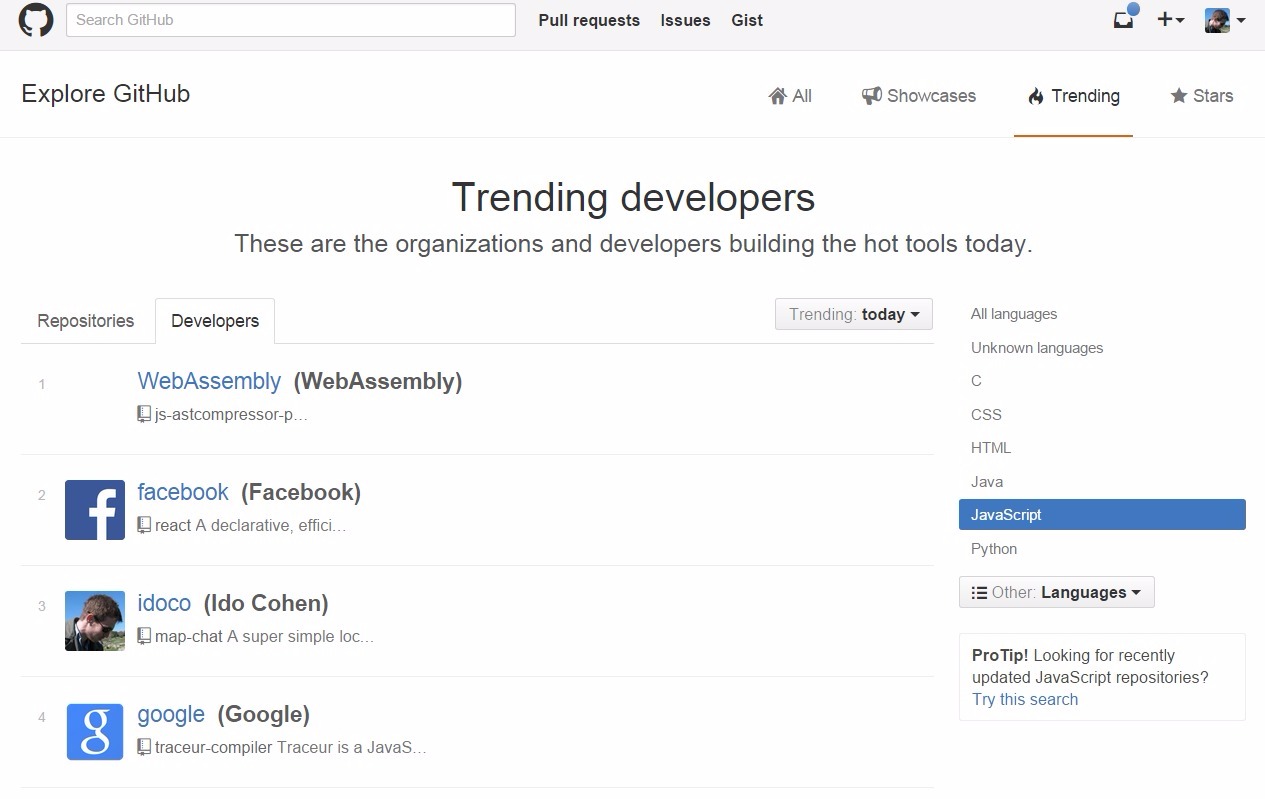 Search GitHub
Pull requests Issues Gist
Explore GitHub
All Showcases Trending Stars
Trending developers
These are the organizations and developers building the hot tools today.
Repositories Developers Trending: today
1 WebAssembly (WebAssembly)
js-astcompressor-p…
2 facebook (Facebook)
react A declarative, effici…
3 idoco (Ido Cohen)
map-chat A super simple loc…
4 google (Google)
traceur-compiler Traceur is a JavaS…
All languages
Unknown languages
C
CSS
HTML
Java
JavaScript
Python
Other: Languages
ProTip! Looking for recently
updated JavaScript repositories?
Try this search